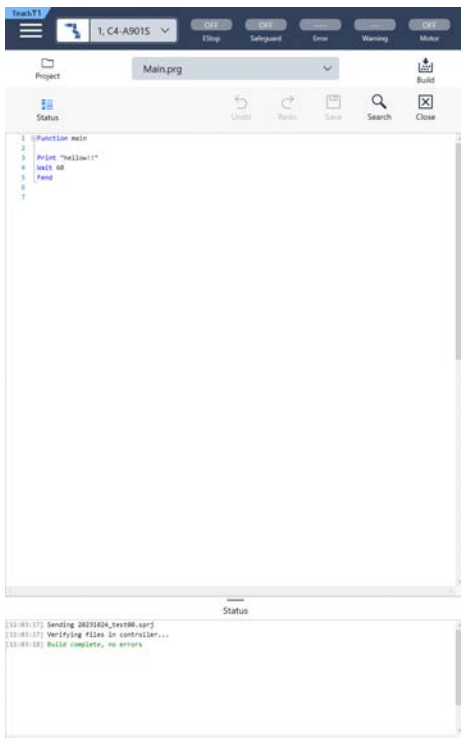 Teach/T1
1, C4-A901S
OFF OFF ---- ---- OFF
EStop Safeguard Error Warning Motor
Project
Main.prg
Build
Status
Undo Redo Save Search Close
1 Function main
2
3 Print "hellow!!"
4 Wait 60
5 Fend
6
7
Status
[11:03:17] Sending 20231024_test00.sprj
[11:03:17] Verifying files in controller...
[11:03:18] Build complete, no errors